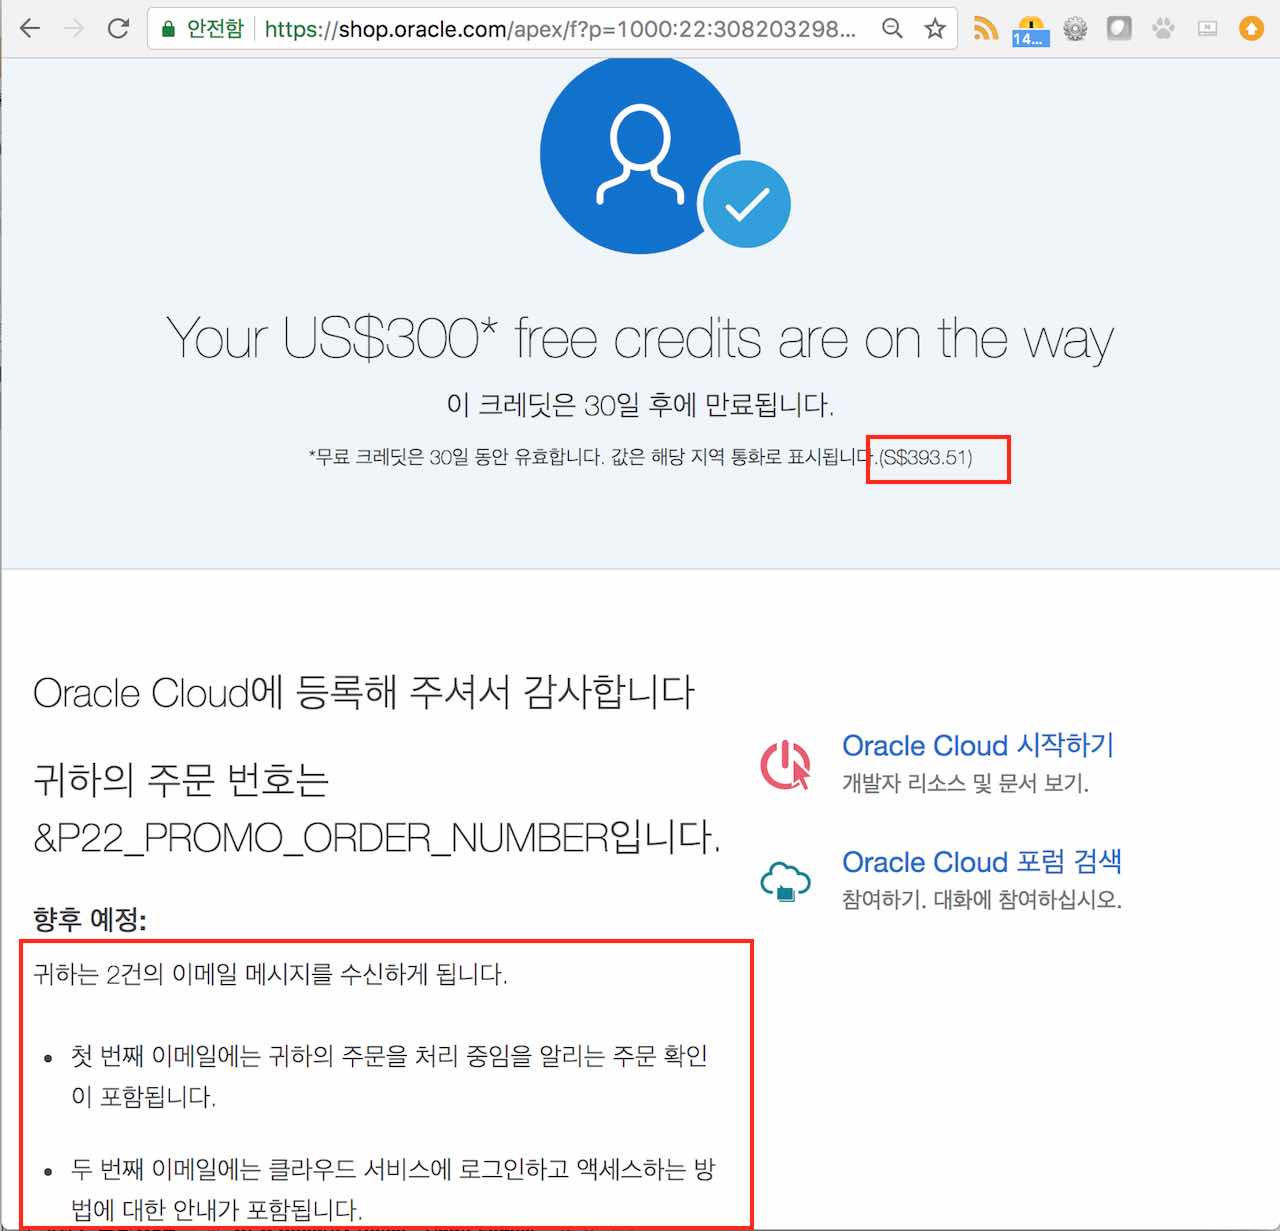 안전함 https://shop.oracle.com/apex/f?p=1000:22:308203298...
14...
Your US$300* free credits are on the way
이 크레딧은 30일 후에 만료됩니다.
*무료 크레딧은 30일 동안 유효합니다. 값은 해당 지역 통화로 표시됩니다.(S$393.51)
Oracle Cloud에 등록해 주셔서 감사합니다
귀하의 주문 번호는
&P22_PROMO_ORDER_NUMBER입니다.
향후 예정:
귀하는 2건의 이메일 메시지를 수신하게 됩니다.
• 첫 번째 이메일에는 귀하의 주문을 처리 중임을 알리는 주문 확인
이 포함됩니다.
• 두 번째 이메일에는 클라우드 서비스에 로그인하고 액세스하는 방
법에 대한 안내가 포함됩니다.
Oracle Cloud 시작하기
개발자 리소스 및 문서 보기.
Oracle Cloud 포럼 검색
참여하기. 대화에 참여하십시오.